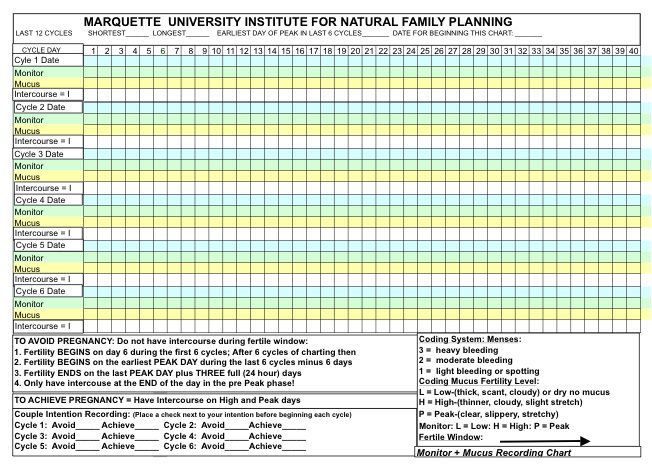 MARQUETTE UNIVERSITY INSTITUTE FOR NATURAL FAMILY PLANNING
LAST 12 CYCLES SHORTEST______ LONGEST______ EARLIEST DAY OF PEAK IN LAST 6 CYCLES______ DATE FOR BEGINNING THIS CHART: ______
CYCLE DAY 1 2 3 4 5 6 7 8 9 10 11 12 13 14 15 16 17 18 19 20 21 22 23 24 25 26 27 28 29 30 31 32 33 34 35 36 37 38 39 40
Cyle 1 Date
Monitor
Mucus
Intercourse = I
Cycle 2 Date
Monitor
Mucus
Intercourse = I
Cycle 3 Date
Monitor
Mucus
Intercourse = I
Cycle 4 Date
Monitor
Mucus
Intercourse = I
Cycle 5 Date
Monitor
Mucus
Intercourse = I
Cycle 6 Date
Monitor
Mucus
Intercourse = I
TO AVOID PREGNANCY: Do not have intercourse during fertile window:
1. Fertility BEGINS on day 6 during the first 6 cycles; After 6 cycles of charting then
2. Fertility BEGINS on the earliest PEAK DAY during the last 6 cycles minus 6 days
3. Fertility ENDS on the last PEAK DAY plus THREE full (24 hour) days
4. Only have intercouse at the END of the day in the pre Peak phase!
TO ACHIEVE PREGNANCY = Have Intercourse on High and Peak days
Couple Intention Recording: (Place a check next to your intention before beginning each cycle)
Cycle 1: Avoid_____ Achieve_____ Cycle 2: Avoid_____ Achieve_____
Cycle 3: Avoid_____ Achieve_____ Cycle 4: Avoid_____ Achieve_____
Cycle 5: Avoid_____ Achieve_____ Cycle 6: Avoid_____ Achieve_____
Coding System: Menses:
3 = heavy bleeding
2 = moderate bleeding
1 = light bleeding or spotting
Coding Mucus Fertility Level:
L = Low-(thick, scant, cloudy) or dry no mucus
H = High-(thinner, cloudy, slight stretch)
P = Peak-(clear, slippery, stretchy)
Monitor: L = Low: H = High: P = Peak
Fertile Window:
Monitor + Mucus Recording Chart